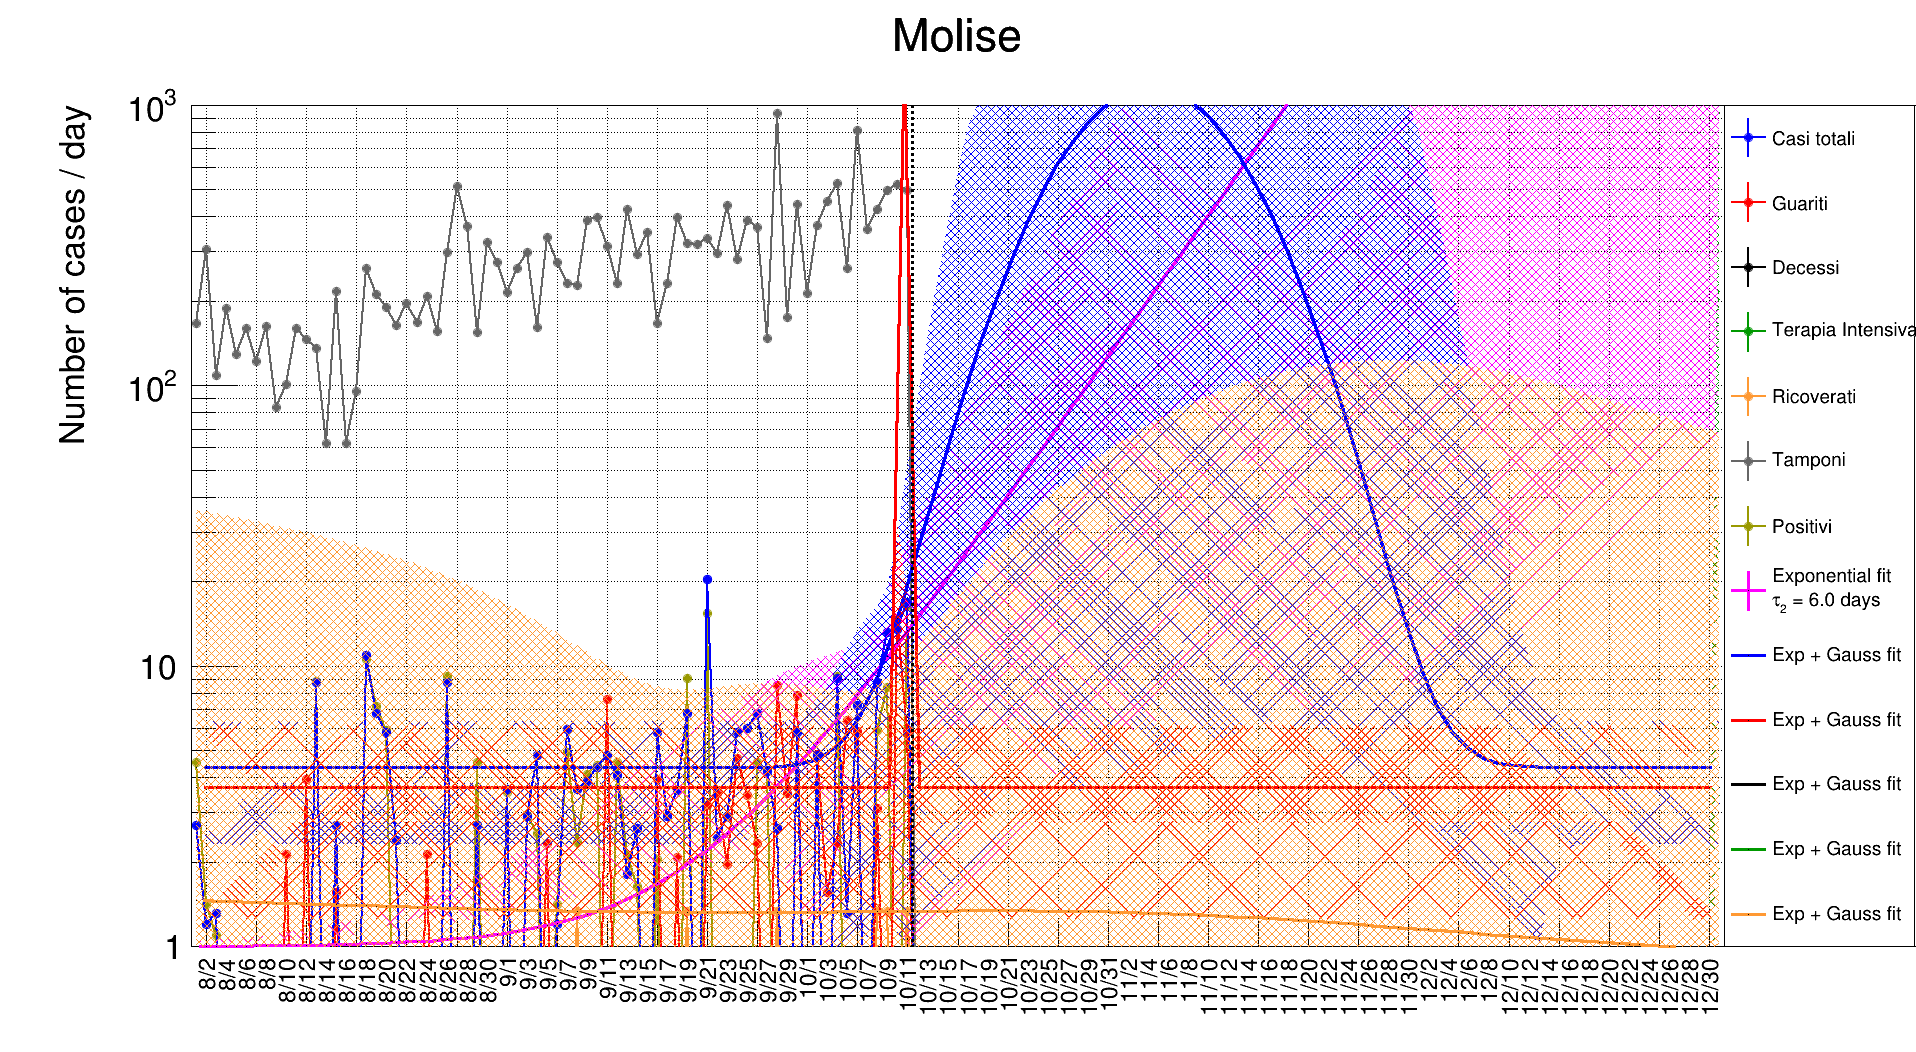 Molise
Number of cases / day
10³
10²
10
1
8/2 8/4 8/6 8/8 8/10 8/12 8/14 8/16 8/18 8/20 8/22 8/24 8/26 8/28 8/30 9/1 9/3 9/5 9/7 9/9 9/11 9/13 9/15 9/17 9/19 9/21 9/23 9/25 9/27 9/29 10/1 10/3 10/5 10/7 10/9 10/11 10/13 10/15 10/17 10/19 10/21 10/23 10/25 10/27 10/29 10/31 11/2 11/4 11/6 11/8 11/10 11/12 11/14 11/16 11/18 11/20 11/22 11/24 11/26 11/28 11/30 12/2 12/4 12/6 12/8 12/10 12/12 12/14 12/16 12/18 12/20 12/22 12/24 12/26 12/28 12/30
Casi totali
Guariti
Decessi
Terapia Intensiva
Ricoverati
Tamponi
Positivi
Exponential fit
τ₂ = 6.0 days
Exp + Gauss fit
Exp + Gauss fit
Exp + Gauss fit
Exp + Gauss fit
Exp + Gauss fit